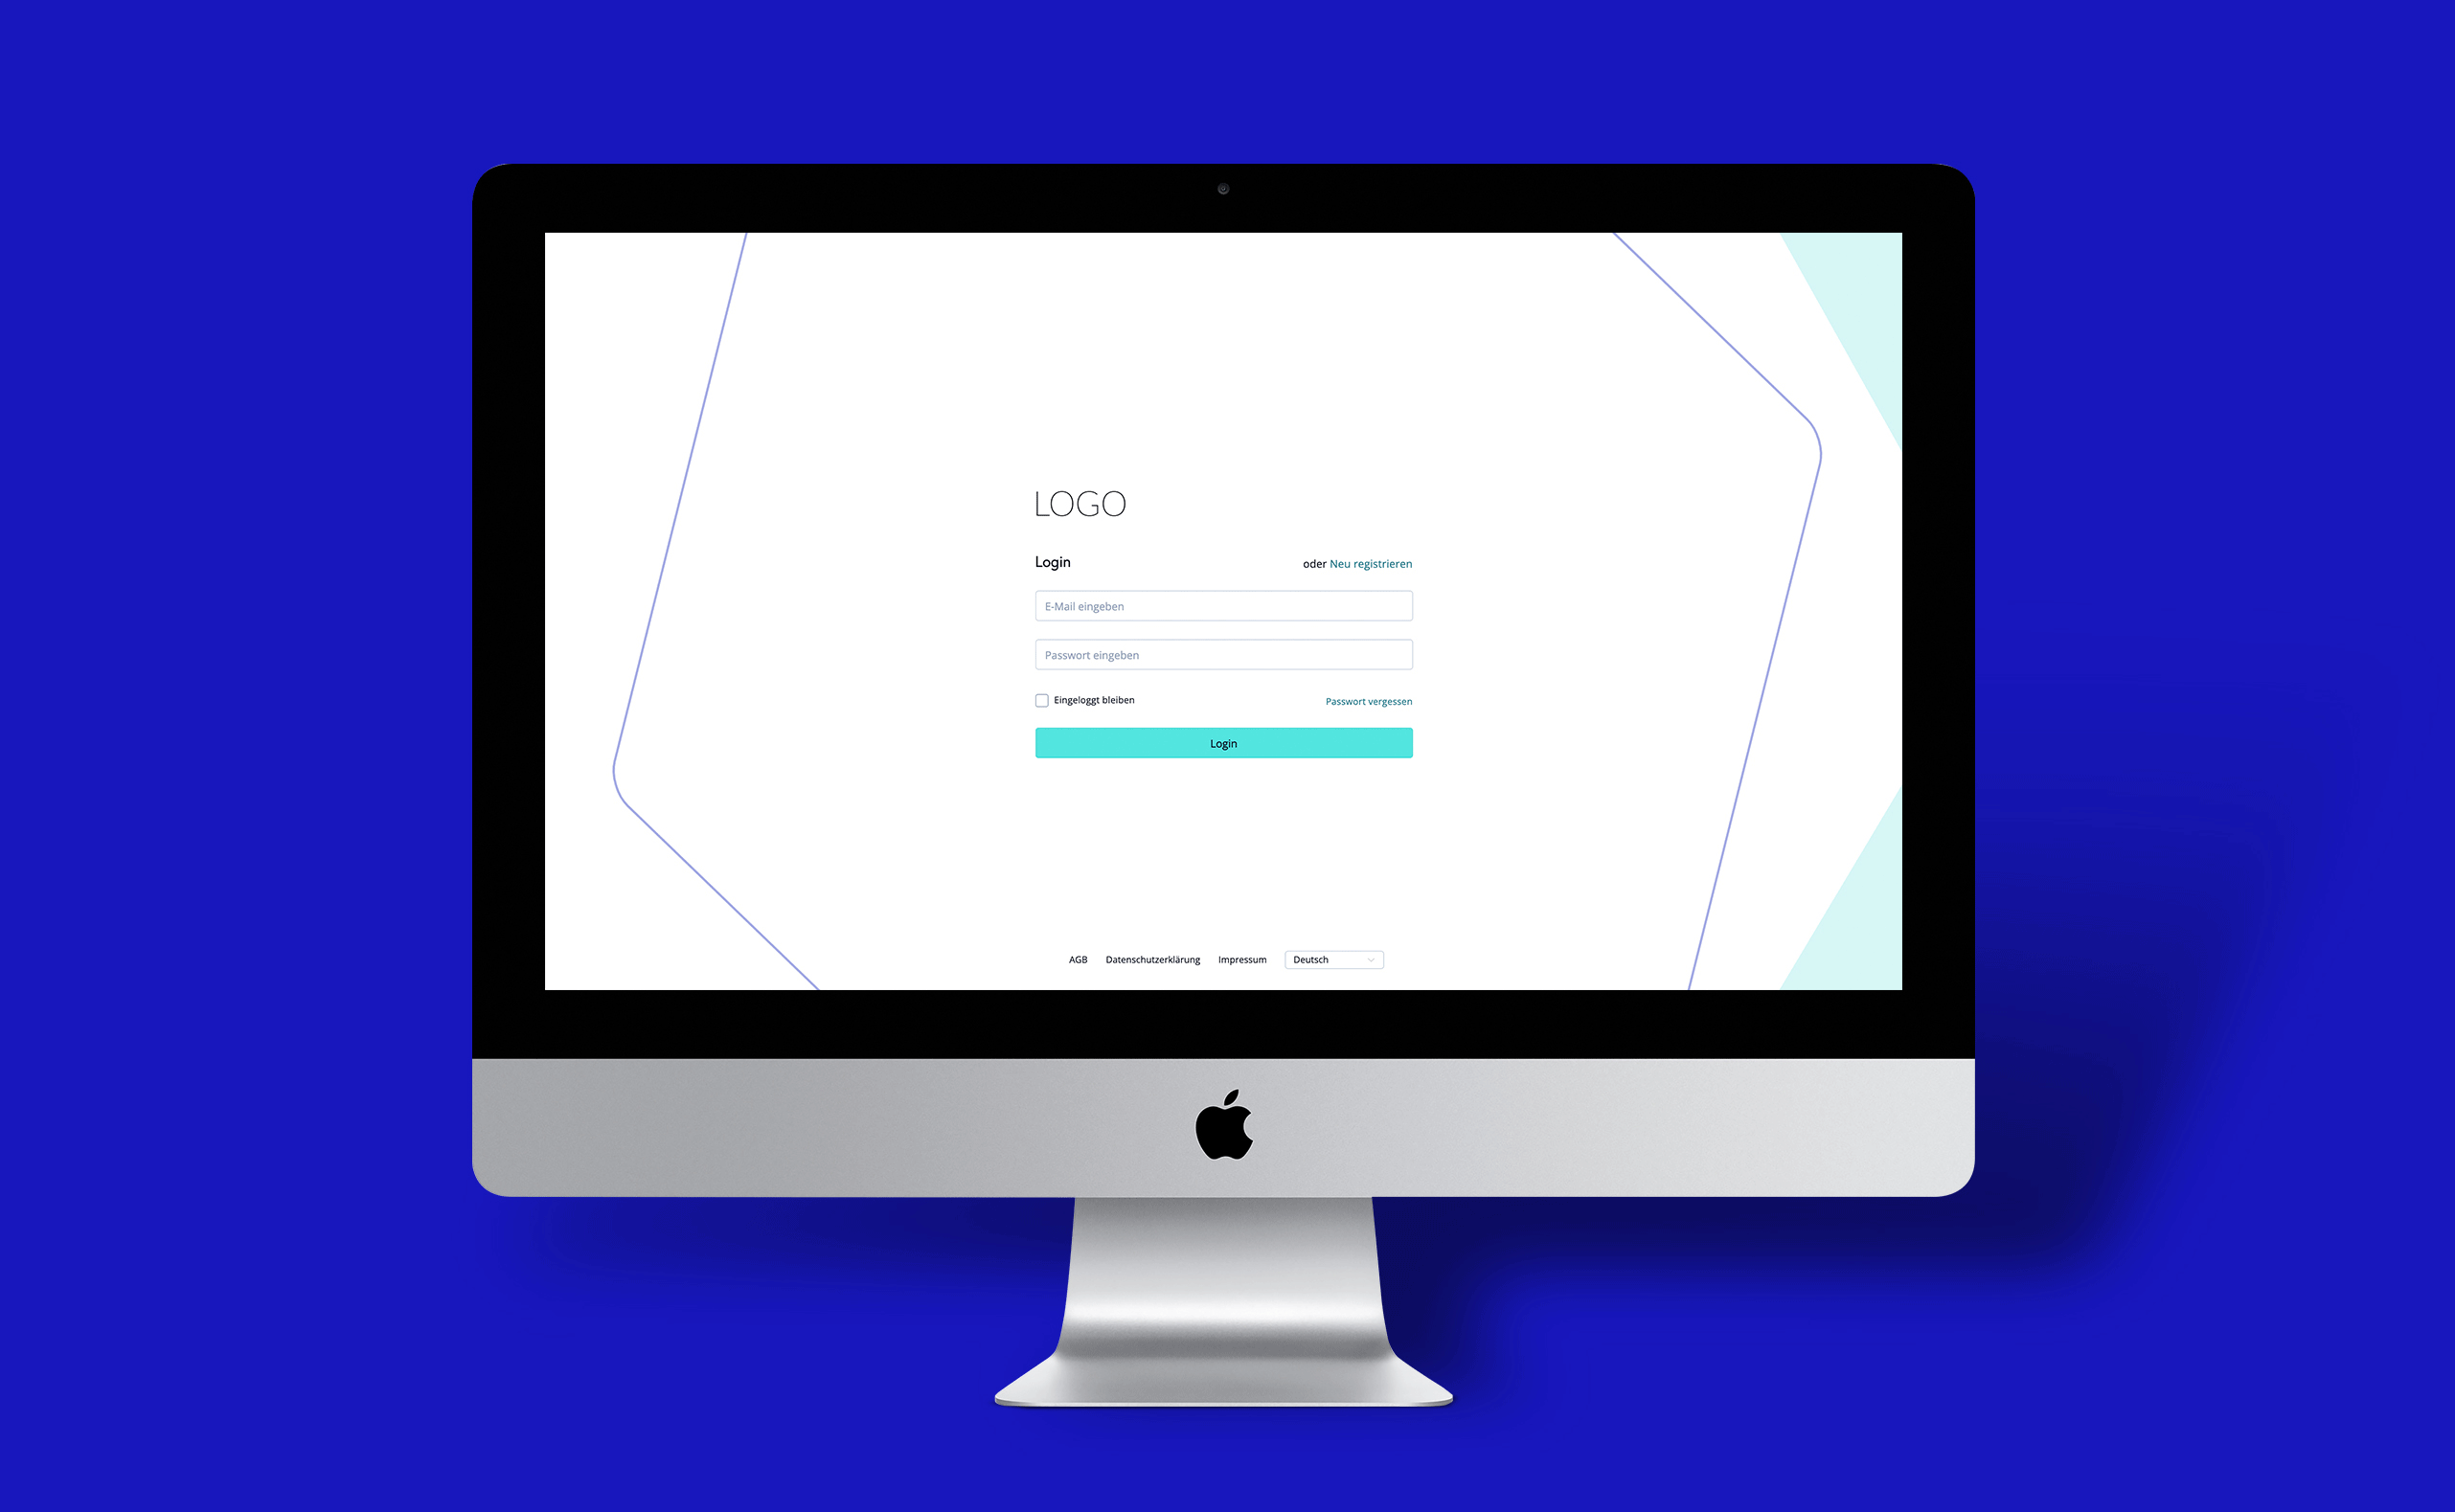 LOGO
Login
oder Neu registrieren
E-Mail eingeben
Passwort eingeben
Eingeloggt bleiben
Passwort vergessen
Login
AGB Datenschutzerklärung Impressum Deutsch